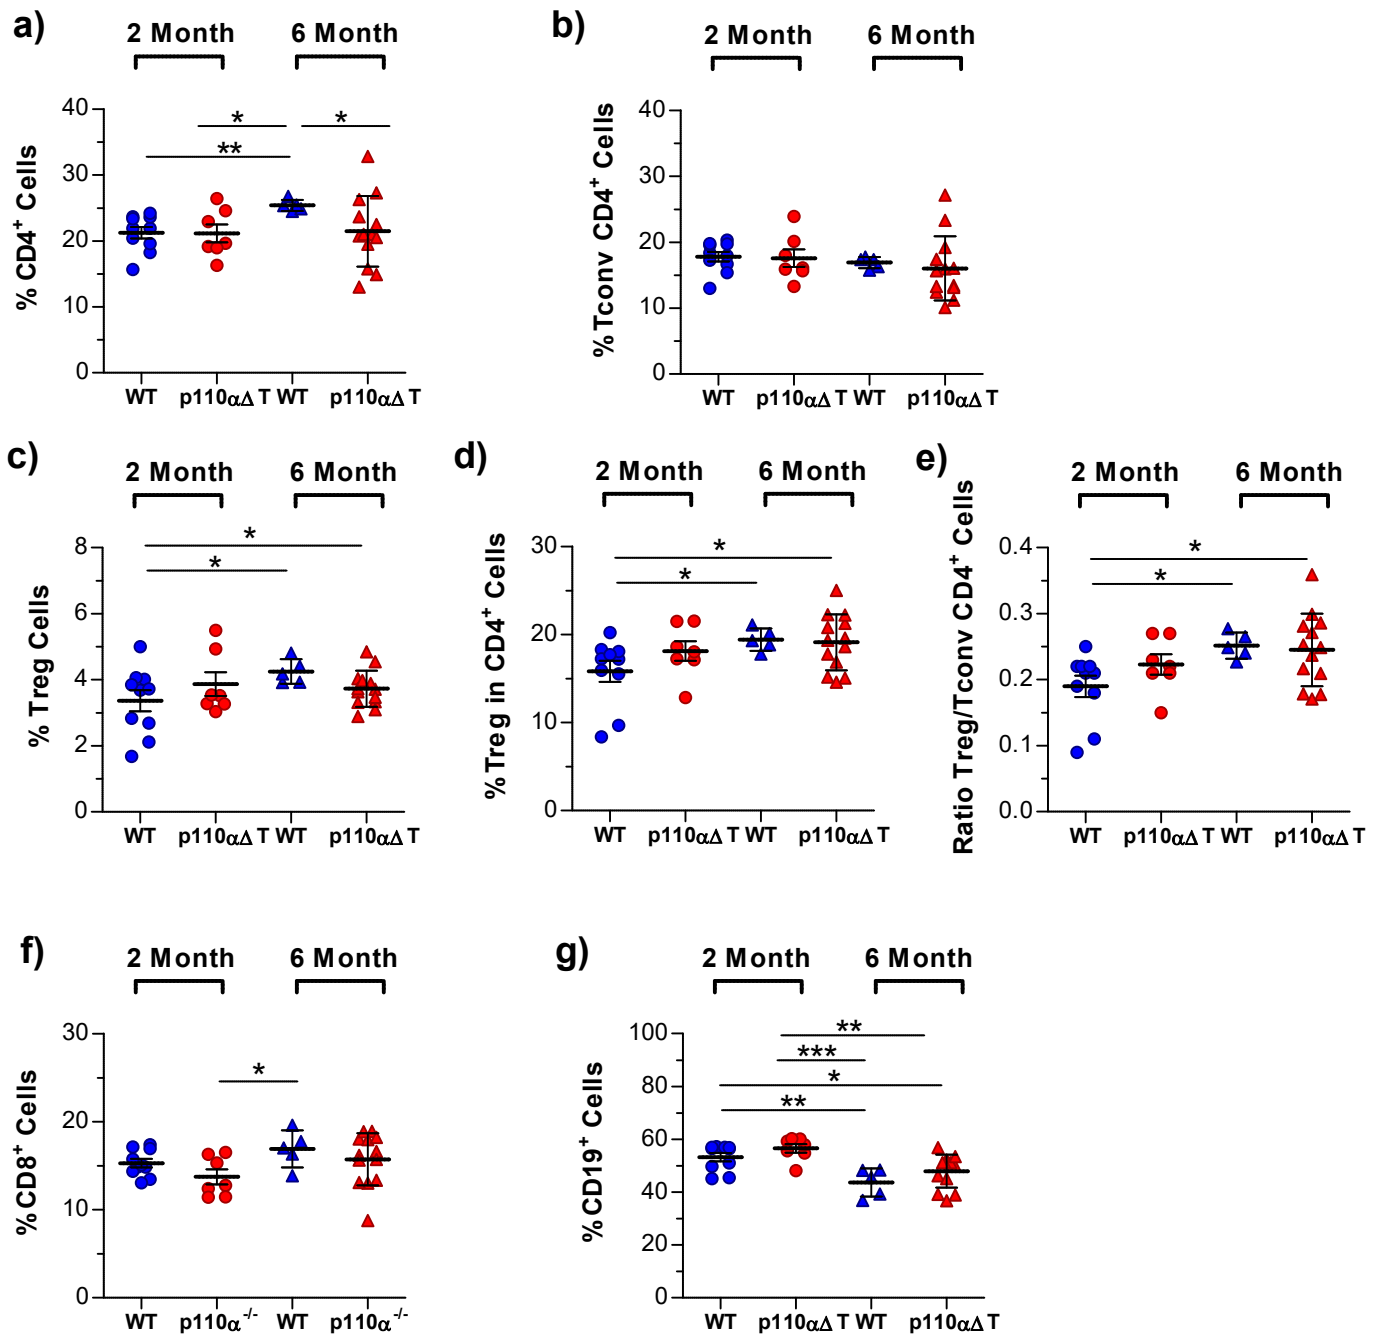 a)
2 Month 6 Month
% CD4+ Cells
40
30
20
10
0
* *
**
WT p110αΔ T WT p110αΔ T
b)
2 Month 6 Month
% Tconv CD4+ Cells
40
30
20
10
0
WT p110αΔ T WT p110αΔ T
c)
2 Month 6 Month
% Treg Cells
8
6
4
2
0
*
*
WT p110αΔ T WT p110αΔ T
d)
2 Month 6 Month
% Treg in CD4+ Cells
30
20
10
0
*
*
WT p110αΔ T WT p110αΔ T
e)
2 Month 6 Month
Ratio Treg/Tconv CD4+ Cells
0.4
0.3
0.2
0.1
0.0
*
*
WT p110αΔ T WT p110αΔ T
f)
2 Month 6 Month
% CD8+ Cells
30
20
10
0
*
WT p110α-/- WT p110α-/-
g)
2 Month 6 Month
% CD19+ Cells
100
80
60
40
20
0
**
***
*
**
WT p110αΔ T WT p110αΔ T